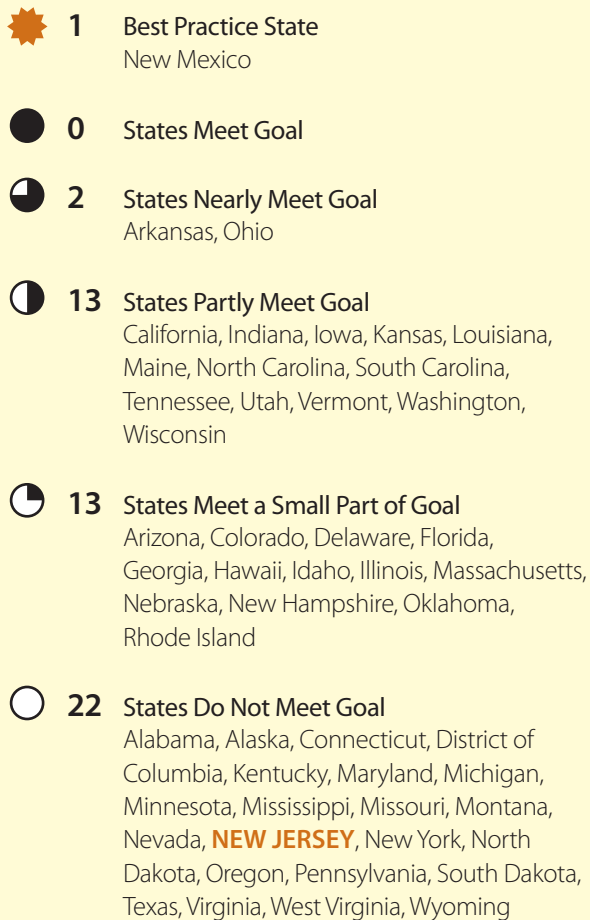 1 Best Practice State
New Mexico
0 States Meet Goal
2 States Nearly Meet Goal
Arkansas, Ohio
13 States Partly Meet Goal
California, Indiana, Iowa, Kansas, Louisiana,
Maine, North Carolina, South Carolina,
Tennessee, Utah, Vermont, Washington,
Wisconsin
13 States Meet a Small Part of Goal
Arizona, Colorado, Delaware, Florida,
Georgia, Hawaii, Idaho, Illinois, Massachusetts,
Nebraska, New Hampshire, Oklahoma,
Rhode Island
22 States Do Not Meet Goal
Alabama, Alaska, Connecticut, District of
Columbia, Kentucky, Maryland, Michigan,
Minnesota, Mississippi, Missouri, Montana,
Nevada, NEW JERSEY, New York, North
Dakota, Oregon, Pennsylvania, South Dakota,
Texas, Virginia, West Virginia, Wyoming